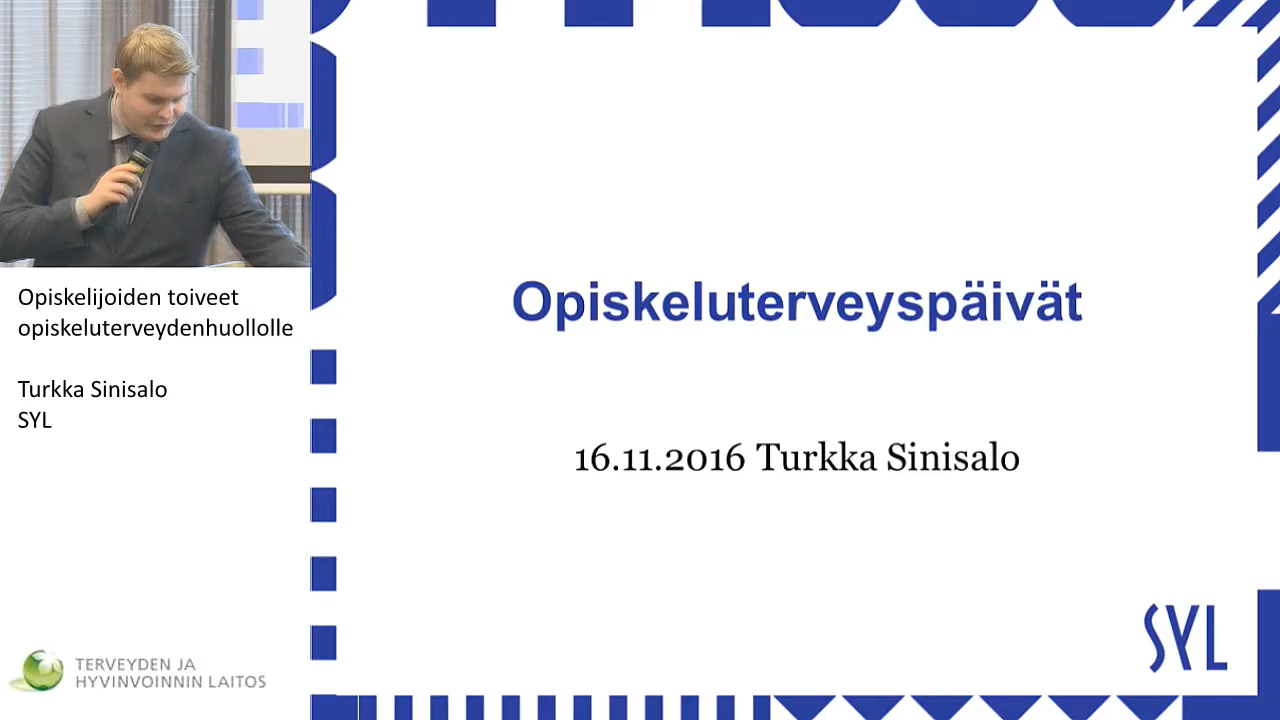 Opiskelijoiden toiveet
opiskeluterveydenhuollolle
Turkka Sinisalo
SYL
TERVEYDEN JA
HYVINVOINNIN LAITOS
Opiskeluterveyspäivät
16.11.2016 Turkka Sinisalo
SYL